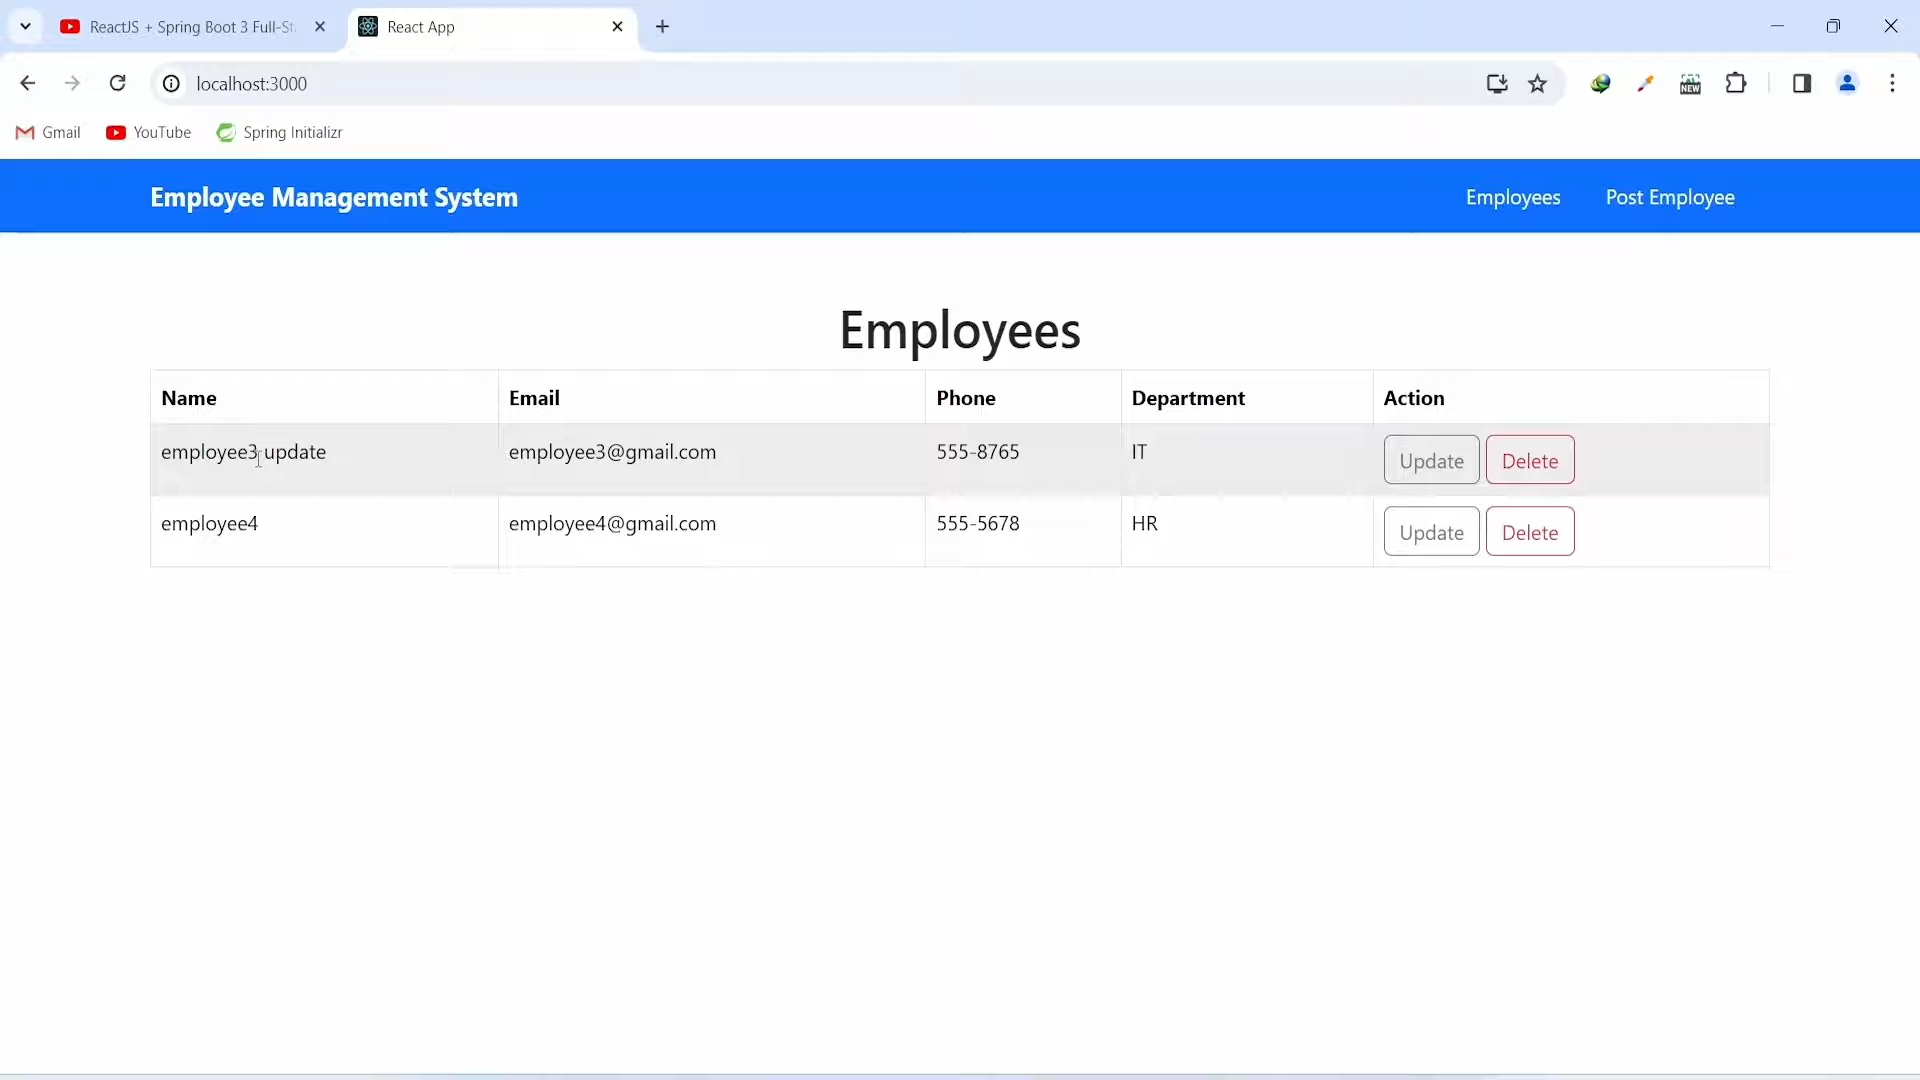 ReactJS + Spring Boot 3 Full-St
React App
localhost:3000
NEW
Gmail
YouTube
Spring Initializr
Employee Management System
Employees
Post Employee
Employees
Name Email Phone Department Action
employee3 update employee3@gmail.com 555-8765 IT Update Delete
employee4 employee4@gmail.com 555-5678 HR Update Delete